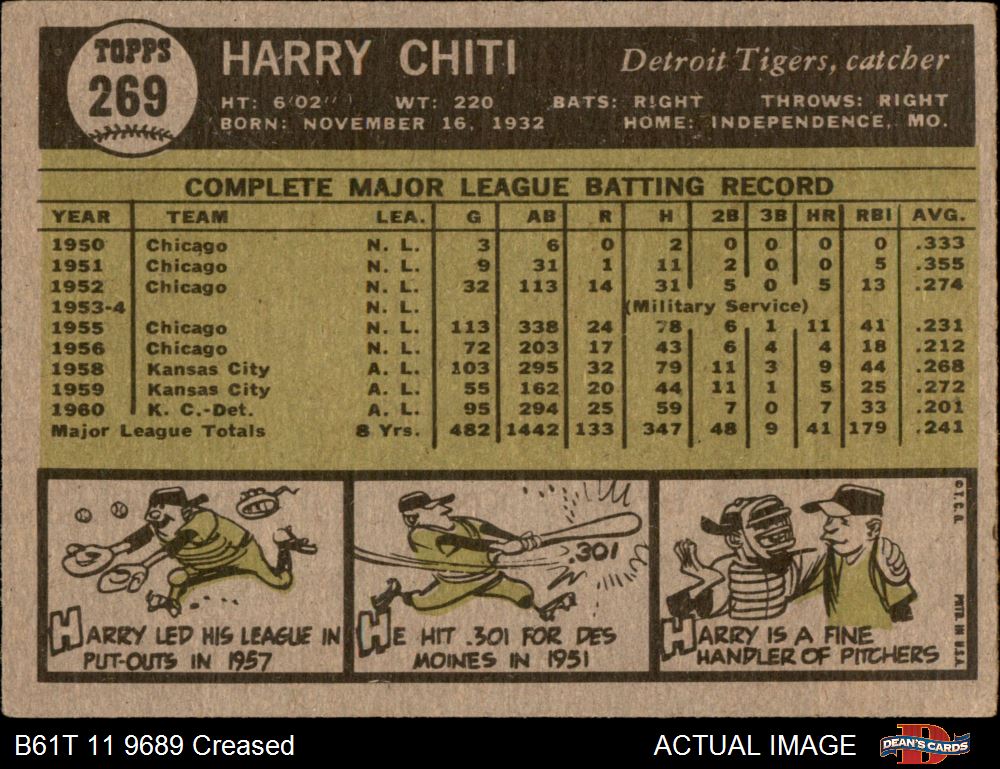 TOPPS
269
HARRY CHITI
Detroit Tigers, catcher
HT: 6'02" WT: 220 BATS: RIGHT THROWS: RIGHT
BORN: NOVEMBER 16, 1932 HOME: INDEPENDENCE, MO.
COMPLETE MAJOR LEAGUE BATTING RECORD
YEAR TEAM LEA. G AB R H 2B 3B HR RBI AVG.
1950 Chicago N. L. 3 6 0 2 0 0 0 0 .333
1951 Chicago N. L. 9 31 1 11 2 0 0 5 .355
1952 Chicago N. L. 32 113 14 31 5 0 5 13 .274
1953-4 N. L. (Military Service)
1955 Chicago N. L. 113 338 24 78 6 1 11 41 .231
1956 Chicago N. L. 72 203 17 43 6 4 4 18 .212
1958 Kansas City A. L. 103 295 32 79 11 3 9 44 .268
1959 Kansas City A. L. 55 162 20 44 11 1 5 25 .272
1960 K. C.-Det. A. L. 95 294 25 59 7 0 7 33 .201
Major League Totals 8 Yrs. 482 1442 133 347 48 9 41 179 .241
HARRY LED HIS LEAGUE IN
PUT-OUTS IN 1957
.301
HE HIT .301 FOR DES
MOINES IN 1951
HARRY IS A FINE
HANDLER OF PITCHERS
© T. C. G.
PRTD. IN U.S.A.
B61T 11 9689 Creased
ACTUAL IMAGE
B
DEAN'S CARDS